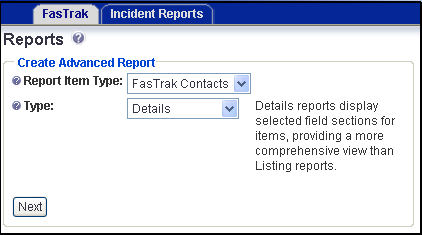 FasTrak Incident Reports
Reports ?
Create Advanced Report
? Report Item Type: FasTrak Contacts
? Type: Details
Details reports display
selected field sections for
items, providing a more
comprehensive view than
Listing reports.
Next